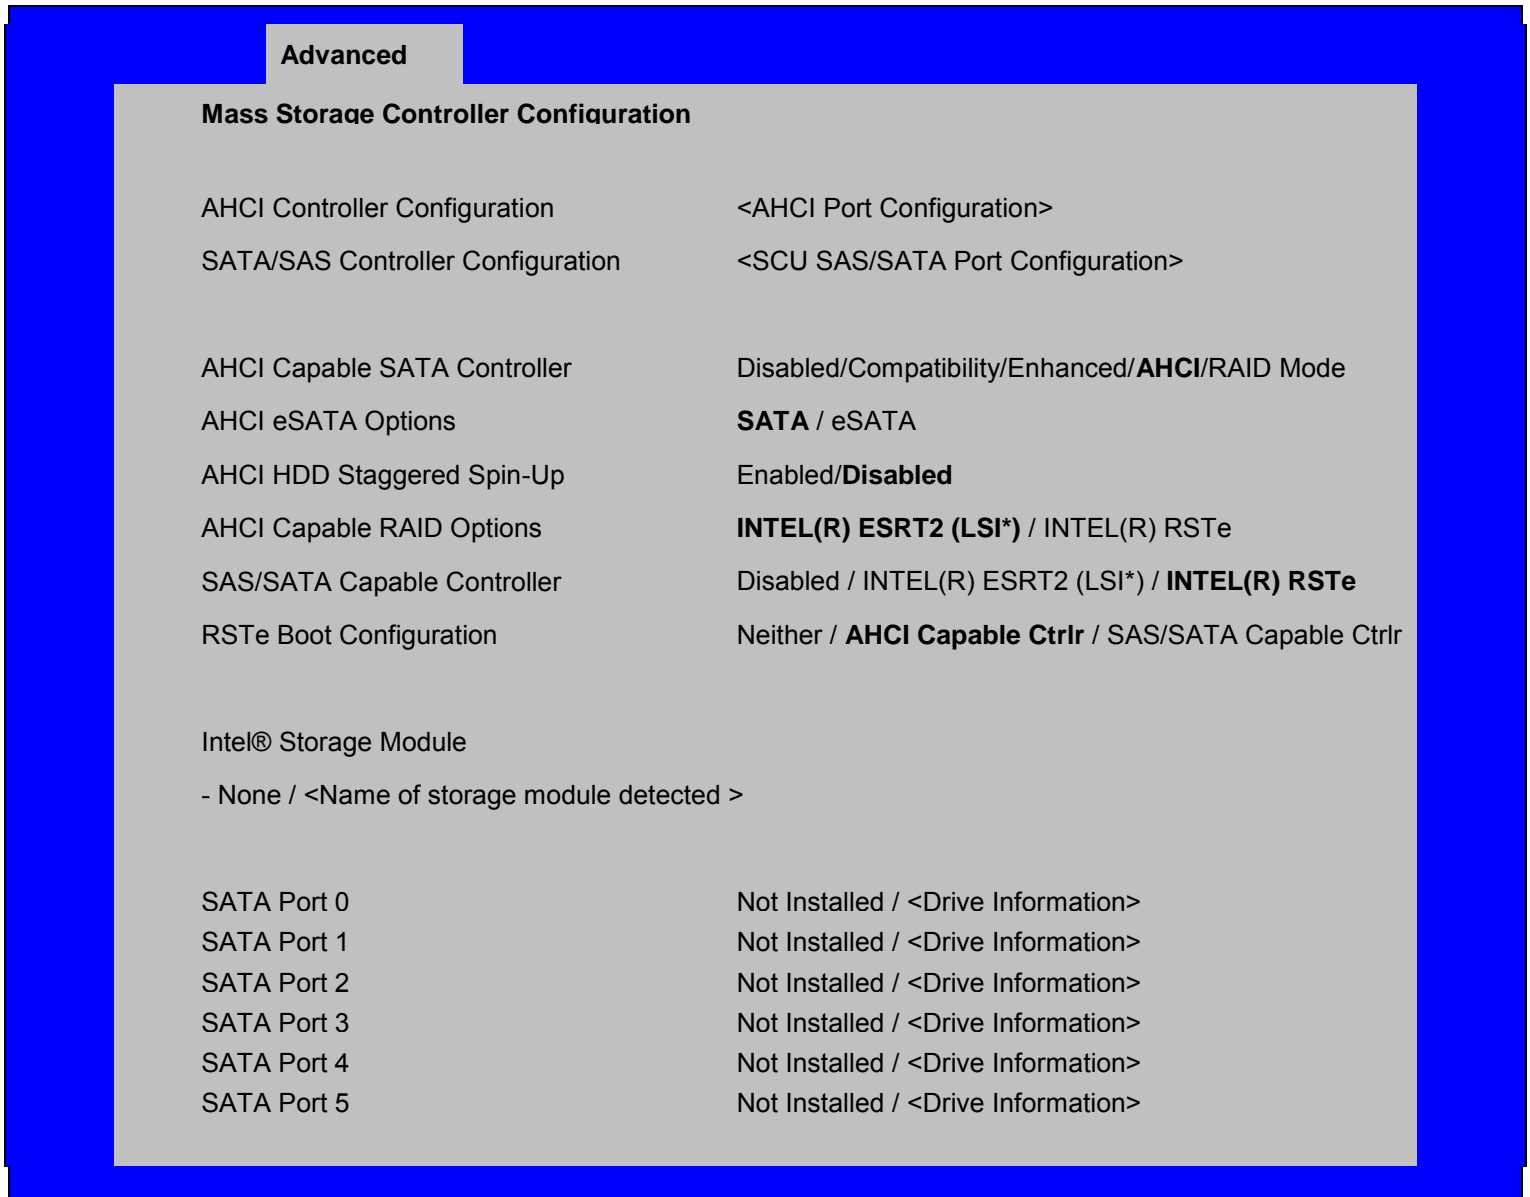 Advanced
Mass Storage Controller Configuration
AHCI Controller Configuration <AHCI Port Configuration>
SATA/SAS Controller Configuration <SCU SAS/SATA Port Configuration>
AHCI Capable SATA Controller Disabled/Compatibility/Enhanced/AHCI/RAID Mode
AHCI eSATA Options SATA / eSATA
AHCI HDD Staggered Spin-Up Enabled/Disabled
AHCI Capable RAID Options INTEL(R) ESRT2 (LSI*) / INTEL(R) RSTe
SAS/SATA Capable Controller Disabled / INTEL(R) ESRT2 (LSI*) / INTEL(R) RSTe
RSTe Boot Configuration Neither / AHCI Capable Ctrlr / SAS/SATA Capable Ctrlr
Intel® Storage Module
- None / <Name of storage module detected >
SATA Port 0 Not Installed / <Drive Information>
SATA Port 1 Not Installed / <Drive Information>
SATA Port 2 Not Installed / <Drive Information>
SATA Port 3 Not Installed / <Drive Information>
SATA Port 4 Not Installed / <Drive Information>
SATA Port 5 Not Installed / <Drive Information>